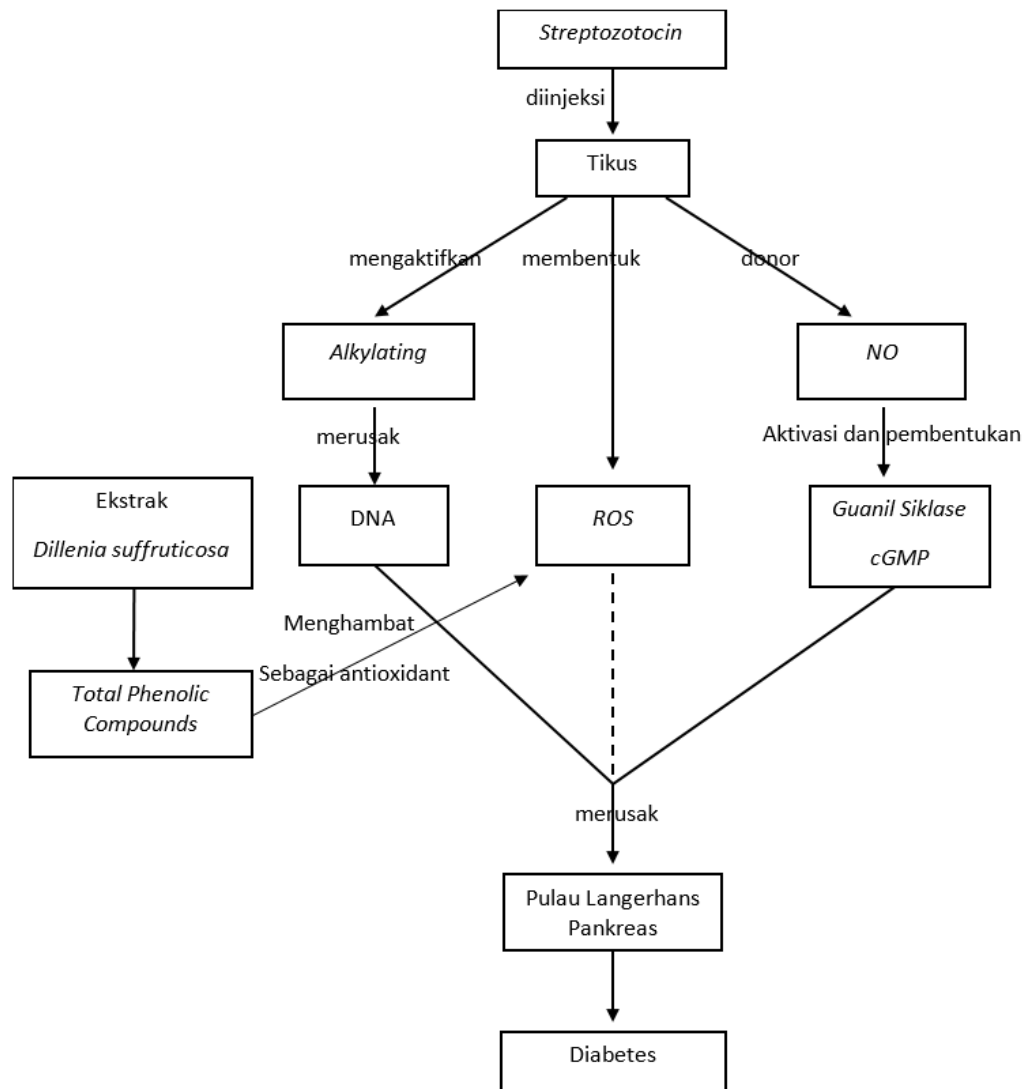 Streptozotocin
diinjeksi
Tikus
mengaktifkan
membentuk
donor
Alkylating
NO
merusak
Aktivasi dan pembentukan
Ekstrak
Dillenia suffruticosa
DNA
ROS
Guanil Siklase
cGMP
Menghambat
Sebagai antioxidant
Total Phenolic
Compounds
merusak
Pulau Langerhans
Pankreas
Diabetes